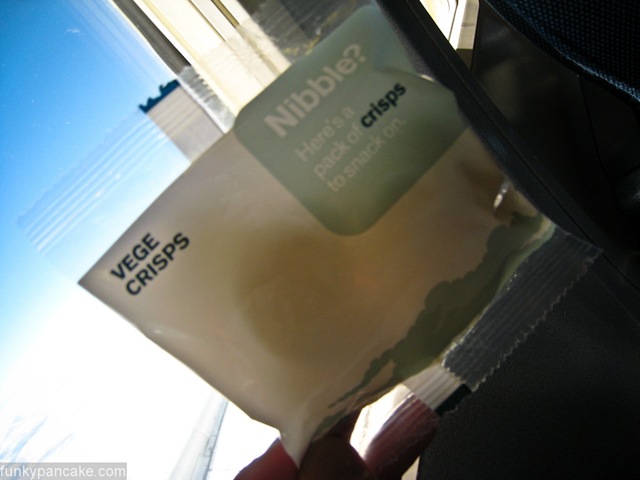 Nibble?
Here's a
pack of crisps
to snack on.
VEGE
CRISPS
funkypancake.com